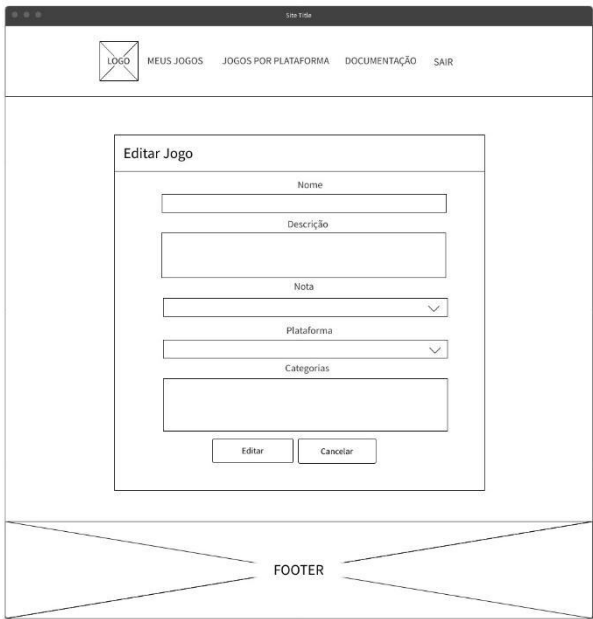 Site Title
LOGO MEUS JOGOS JOGOS POR PLATAFORMA DOCUMENTAÇÃO SAIR
Editar Jogo
Nome
Descrição
Nota
Plataforma
Categorias
Editar Cancelar
FOOTER